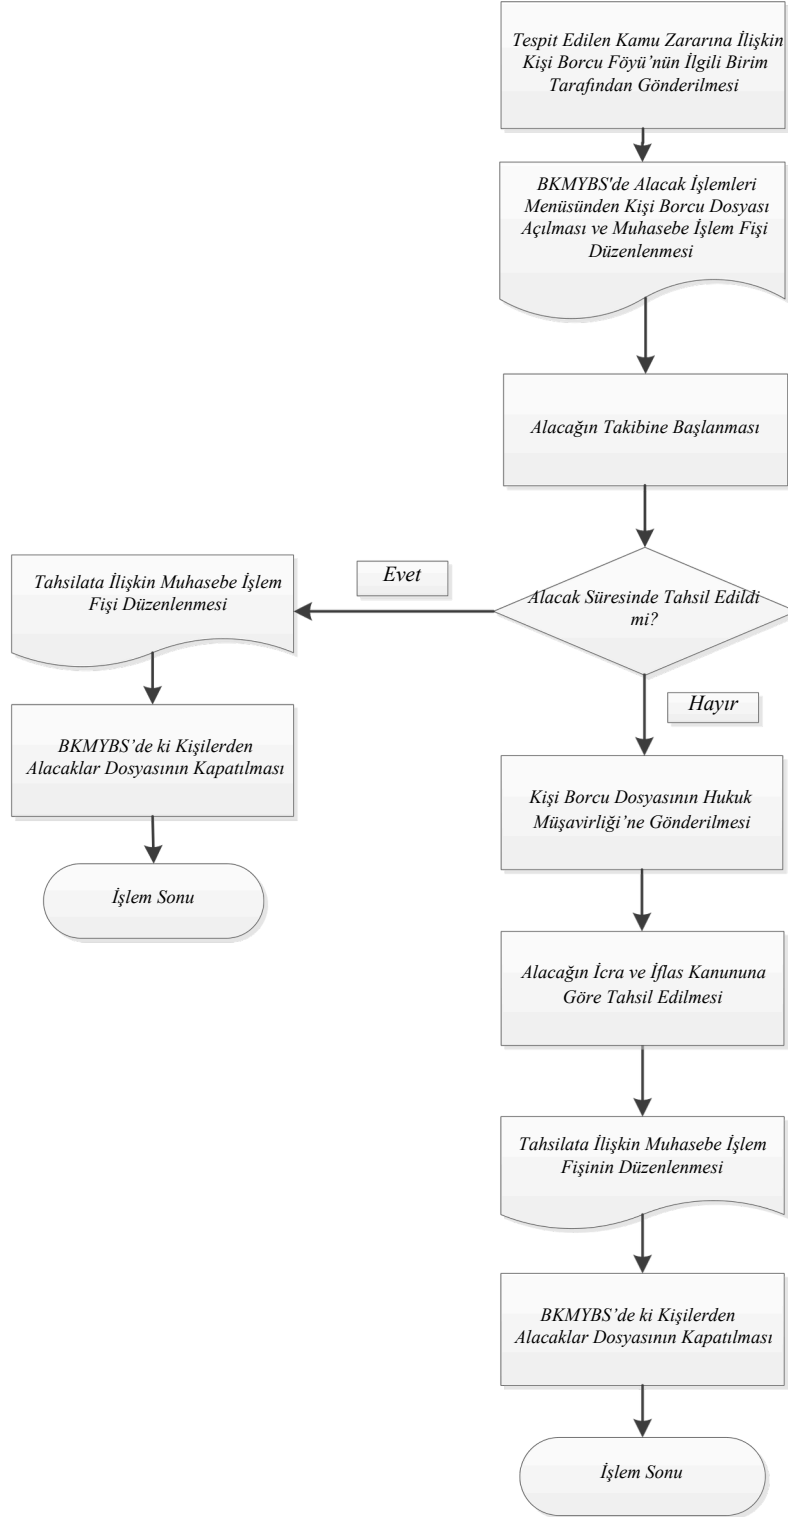 Tespit Edilen Kamu Zararına İlişkin
Kişi Borcu Föyü’nün İlgili Birim
Tarafından Gönderilmesi
BKMYBS'de Alacak İşlemleri
Menüsünden Kişi Borcu Dosyası
Açılması ve Muhasebe İşlem Fişi
Düzenlenmesi
Alacağın Takibine Başlanması
Alacak Süresinde Tahsil Edildi
mi?
Evet
Tahsilata İlişkin Muhasebe İşlem
Fişi Düzenlenmesi
BKMYBS’de ki Kişilerden
Alacaklar Dosyasının Kapatılması
İşlem Sonu
Hayır
Kişi Borcu Dosyasının Hukuk
Müşavirliği’ne Gönderilmesi
Alacağın İcra ve İflas Kanununa
Göre Tahsil Edilmesi
Tahsilata İlişkin Muhasebe İşlem
Fişinin Düzenlenmesi
BKMYBS’de ki Kişilerden
Alacaklar Dosyasının Kapatılması
İşlem Sonu